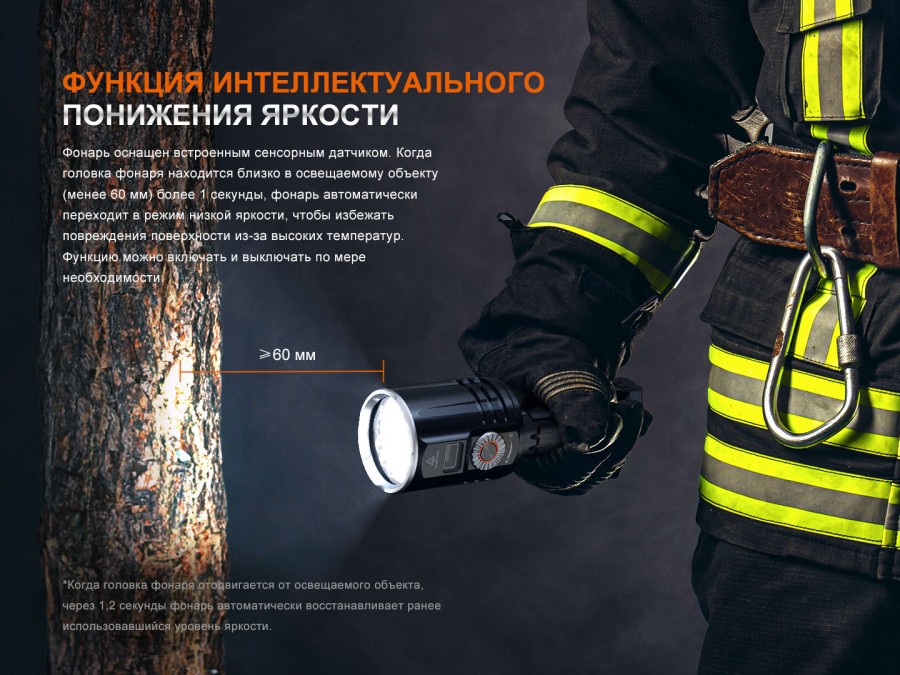 ФУНКЦИЯ ИНТЕЛЛЕКТУАЛЬНОГО
ПОНИЖЕНИЯ ЯРКОСТИ
Фонарь оснащен встроенным сенсорным датчиком. Когда
головка фонаря находится близко в освещаемому объекту
(менее 60 мм) более 1 секунды, фонарь автоматически
переходит в режим низкой яркости, чтобы избежать
повреждения поверхности из-за высоких температур.
Функцию можно включать и выключать по мере
необходимости
⩾60 мм
*Когда головка фонаря отодвигается от освещаемого объекта,
через 1,2 секунды фонарь автоматически восстанавливает ранее
использовавшийся уровень яркости.